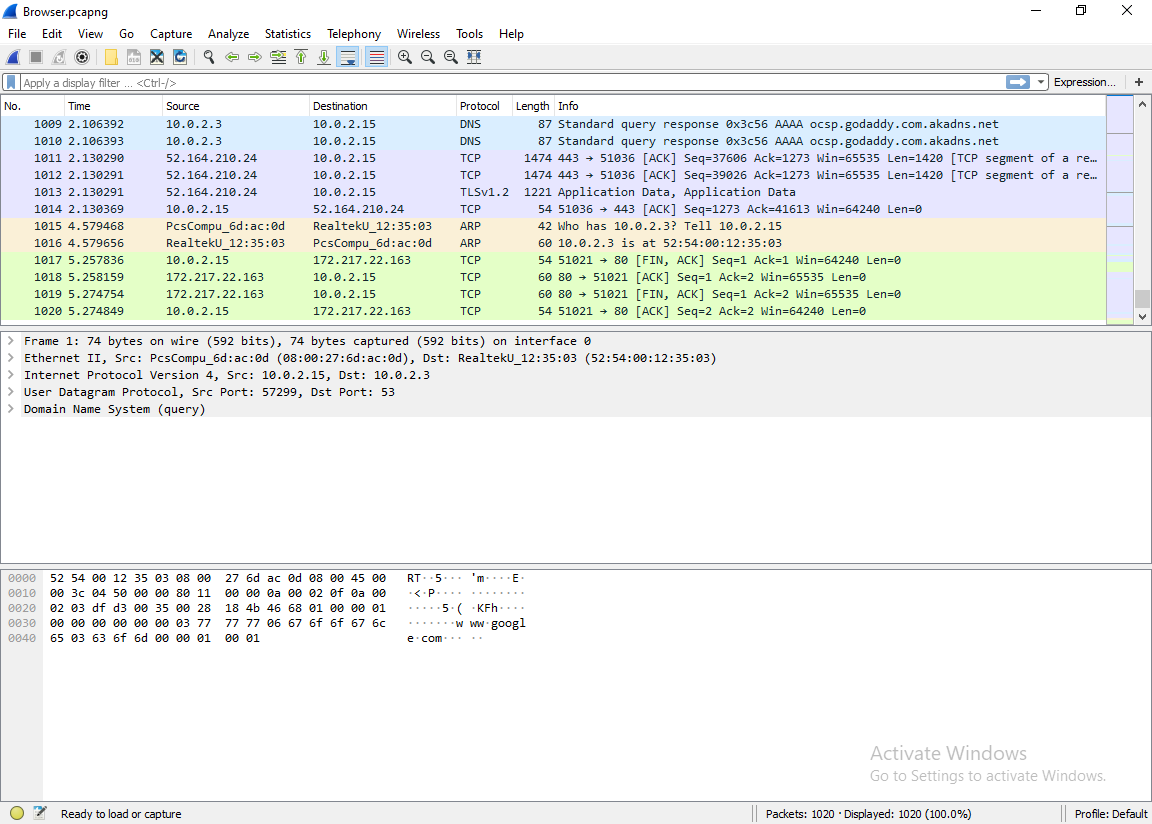 Browser.pcapng
File Edit View Go Capture Analyze Statistics Telephony Wireless Tools Help
Apply a display filter ... <Ctrl-/> Expression... +
No. Time Source Destination Protocol Length Info
1009 2.106392 10.0.2.3 10.0.2.15 DNS 87 Standard query response 0x3c56 AAAA ocsp.godaddy.com.akadns.net
1010 2.106393 10.0.2.3 10.0.2.15 DNS 87 Standard query response 0x3c56 AAAA ocsp.godaddy.com.akadns.net
1011 2.130290 52.164.210.24 10.0.2.15 TCP 1474 443 → 51036 [ACK] Seq=37606 Ack=1273 Win=65535 Len=1420 [TCP segment of a re…
1012 2.130291 52.164.210.24 10.0.2.15 TCP 1474 443 → 51036 [ACK] Seq=39026 Ack=1273 Win=65535 Len=1420 [TCP segment of a re…
1013 2.130291 52.164.210.24 10.0.2.15 TLSv1.2 1221 Application Data, Application Data
1014 2.130369 10.0.2.15 52.164.210.24 TCP 54 51036 → 443 [ACK] Seq=1273 Ack=41613 Win=64240 Len=0
1015 4.579468 PcsCompu_6d:ac:0d RealtekU_12:35:03 ARP 42 Who has 10.0.2.3? Tell 10.0.2.15
1016 4.579656 RealtekU_12:35:03 PcsCompu_6d:ac:0d ARP 60 10.0.2.3 is at 52:54:00:12:35:03
1017 5.257836 10.0.2.15 172.217.22.163 TCP 54 51021 → 80 [FIN, ACK] Seq=1 Ack=1 Win=64240 Len=0
1018 5.258159 172.217.22.163 10.0.2.15 TCP 60 80 → 51021 [ACK] Seq=1 Ack=2 Win=65535 Len=0
1019 5.274754 172.217.22.163 10.0.2.15 TCP 60 80 → 51021 [FIN, ACK] Seq=1 Ack=2 Win=65535 Len=0
1020 5.274849 10.0.2.15 172.217.22.163 TCP 54 51021 → 80 [ACK] Seq=2 Ack=2 Win=64240 Len=0
Frame 1: 74 bytes on wire (592 bits), 74 bytes captured (592 bits) on interface 0
Ethernet II, Src: PcsCompu_6d:ac:0d (08:00:27:6d:ac:0d), Dst: RealtekU_12:35:03 (52:54:00:12:35:03)
Internet Protocol Version 4, Src: 10.0.2.15, Dst: 10.0.2.3
User Datagram Protocol, Src Port: 57299, Dst Port: 53
Domain Name System (query)
0000 52 54 00 12 35 03 08 00 27 6d ac 0d 08 00 45 00 RT··5··· 'm····E·
0010 00 3c 04 50 00 00 80 11 00 00 0a 00 02 0f 0a 00 ·<·P···· ········
0020 02 03 df d3 00 35 00 28 18 4b 46 68 01 00 00 01 ·····5·( ·KFh····
0030 00 00 00 00 00 00 03 77 77 77 06 67 6f 6f 67 6c ·······w ww·googl
0040 65 03 63 6f 6d 00 00 01 00 01 e·com··· ··
Activate Windows
Go to Settings to activate Windows.
Ready to load or capture Packets: 1020 · Displayed: 1020 (100.0%) Profile: Default